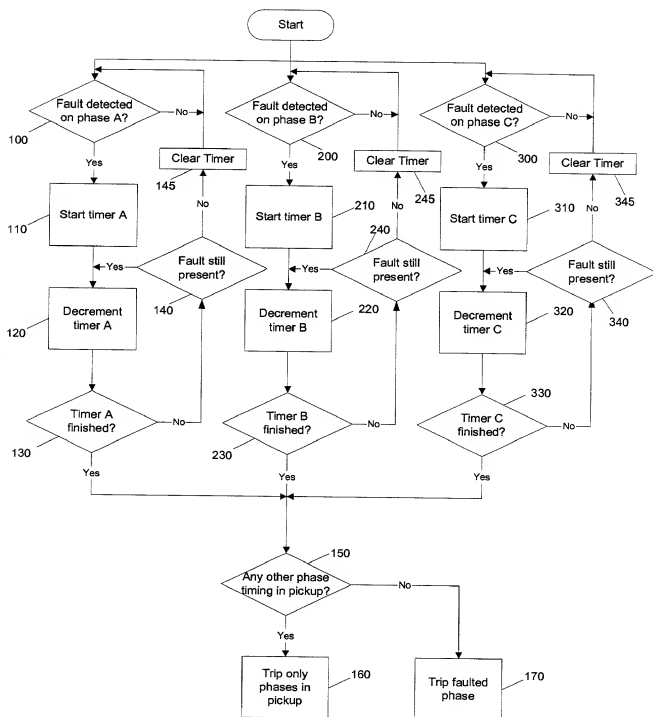 Start
Fault detected
on phase A?
No
100
Yes
Clear Timer
145
No
Start timer A
110
Yes
Fault still
present?
140
Decrement
timer A
120
Timer A
finished?
No
130
Yes
Fault detected
on phase B?
No
200
Yes
Clear Timer
245
No
Start timer B
210
240
Yes
Fault still
present?
Decrement
timer B
220
Timer B
finished?
No
230
Yes
Fault detected
on phase C?
No
300
Yes
Clear Timer
345
No
Start timer C
310
Yes
Fault still
present?
340
Decrement
timer C
320
330
Timer C
finished?
No
Yes
150
Any other phase
timing in pickup?
No
Yes
Trip only
phases in
pickup
160
Trip faulted
phase
170